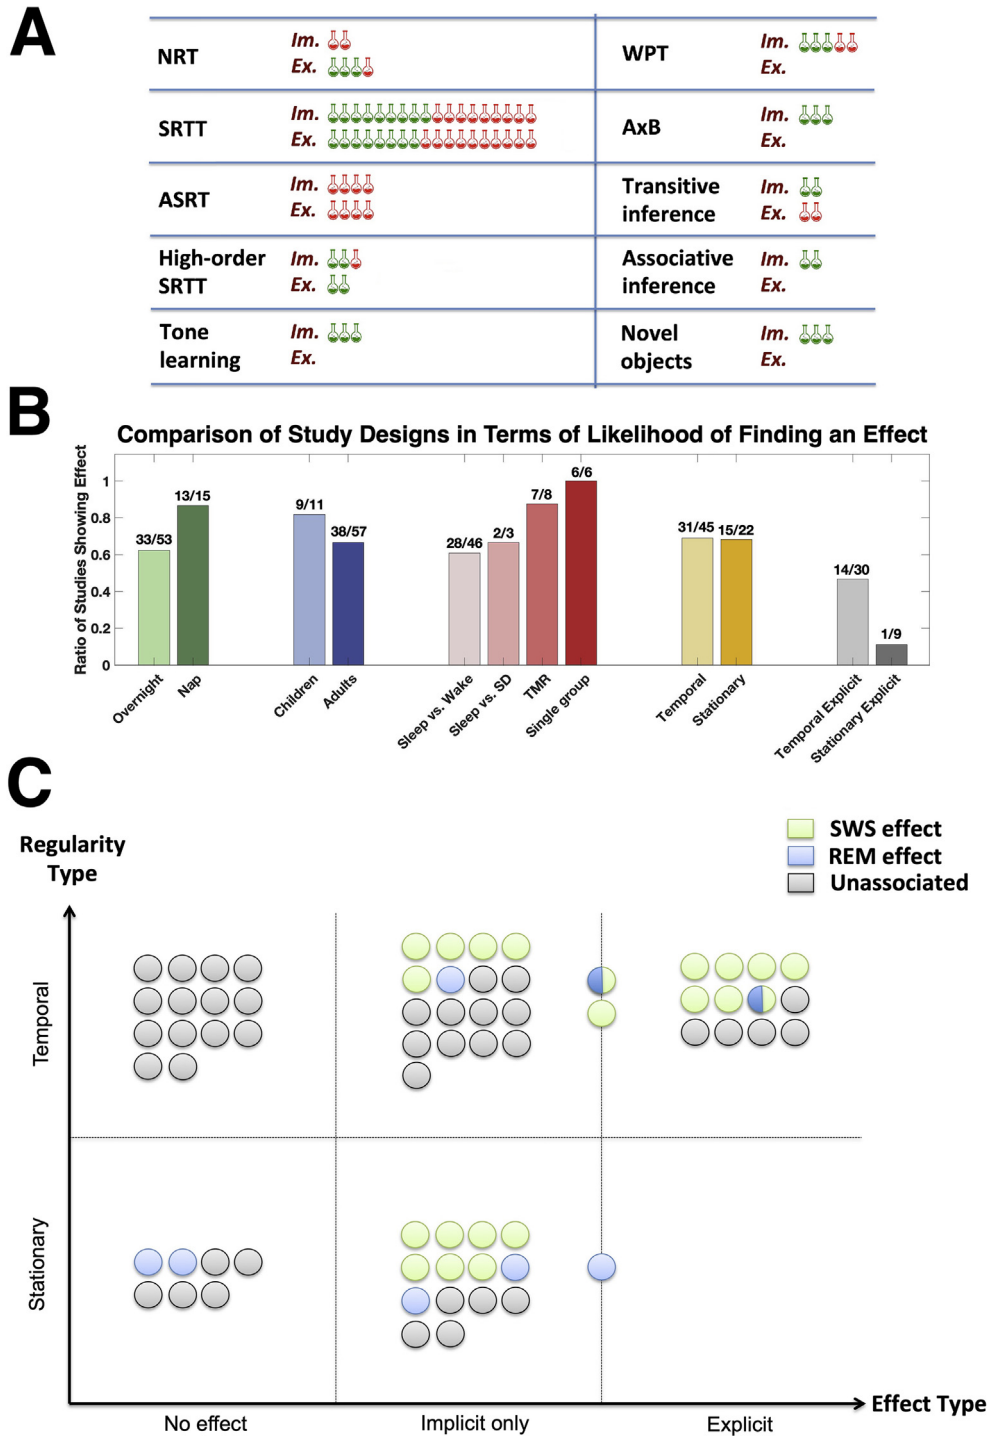 A
NRT
Im.
Ex.
WPT
Im.
Ex.
SRTT
Im.
Ex.
AxB
Im.
Ex.
ASRT
Im.
Ex.
Transitive
inference
Im.
Ex.
High-order
SRTT
Im.
Ex.
Associative
inference
Im.
Ex.
Tone
learning
Im.
Ex.
Novel
objects
Im.
Ex.
B
Comparison of Study Designs in Terms of Likelihood of Finding an Effect
Ratio of Studies Showing Effect
1
0.8
0.6
0.4
0.2
0
33/53
13/15
9/11
38/57
28/46
2/3
7/8
6/6
31/45
15/22
14/30
1/9
Overnight
Nap
Children
Adults
Sleep vs. Wake
Sleep vs. SD
TMR
Single group
Temporal
Stationary
Temporal Explicit
Stationary Explicit
C
Regularity
Type
SWS effect
REM effect
Unassociated
Temporal
Stationary
No effect
Implicit only
Explicit
Effect Type